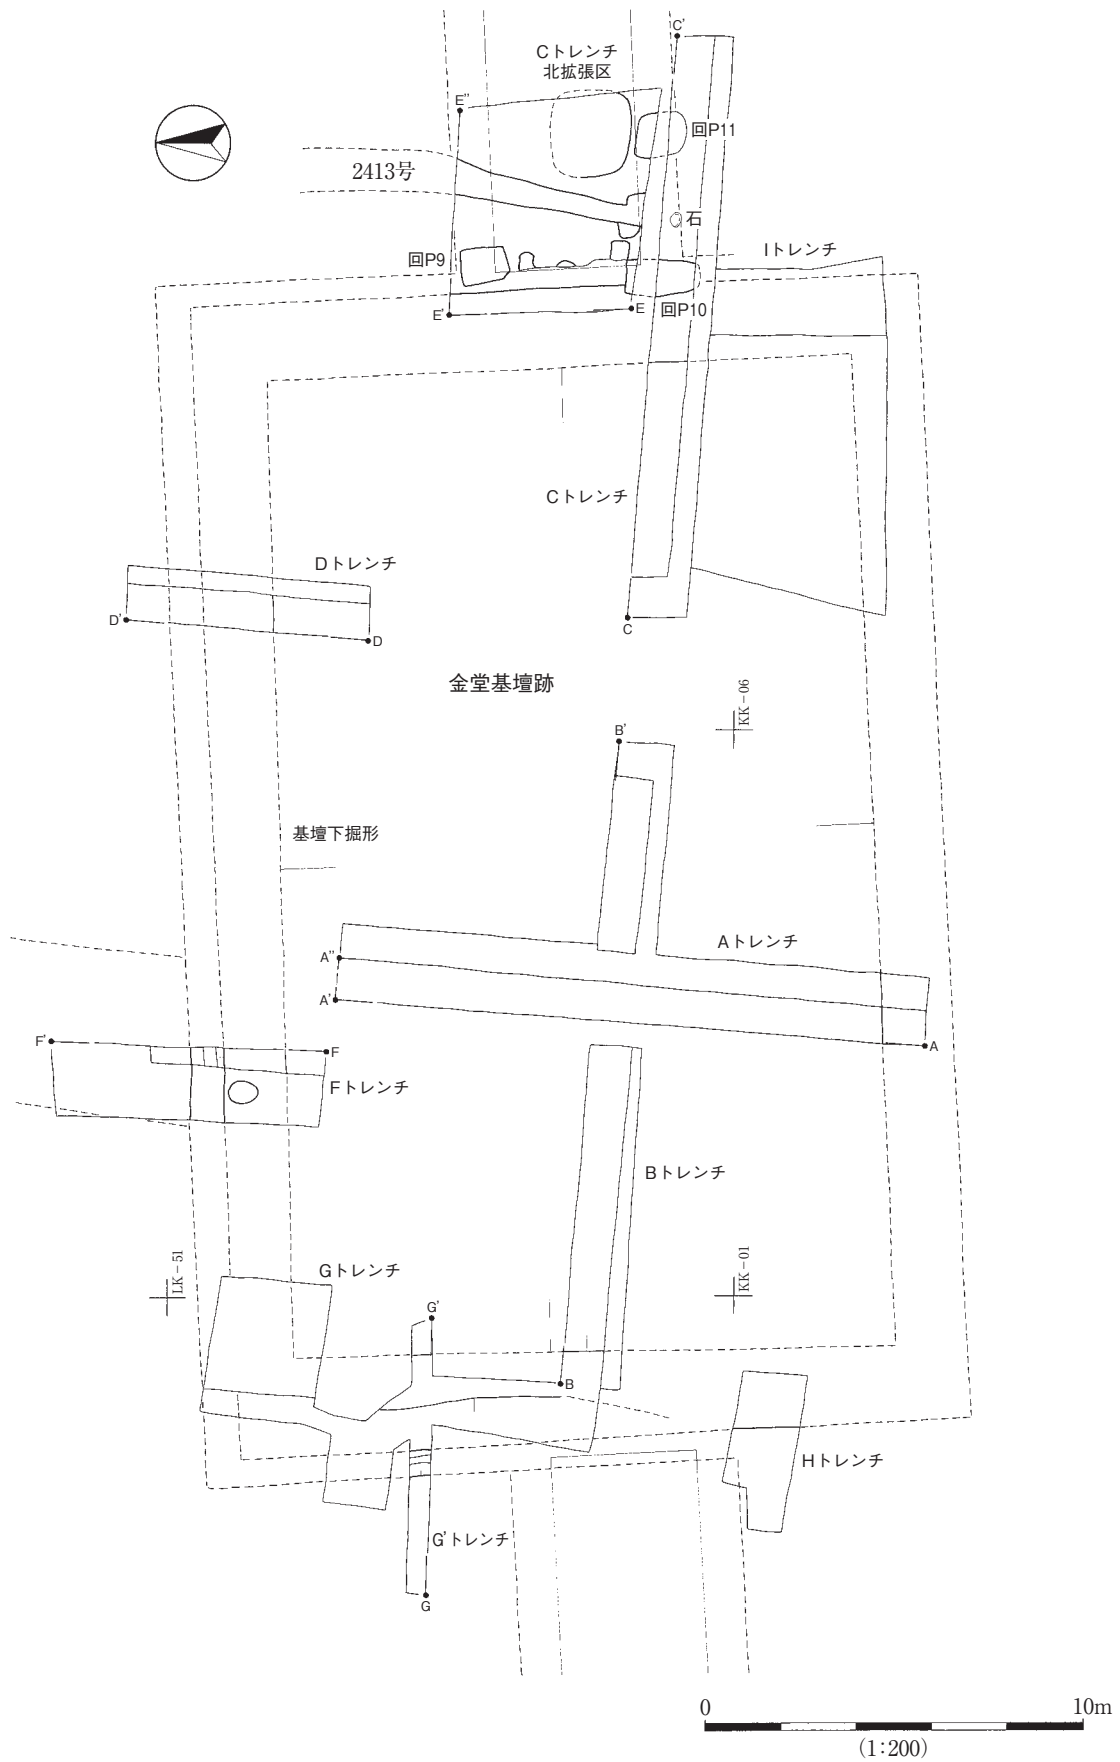 C'
Cトレンチ
北拡張区
E''
回P11
2413号
石
Iトレンチ
回P9
E'
E
回P10
Cトレンチ
Dトレンチ
D'
D
C
金堂基壇跡
KK-06
B'
基壇下掘形
Aトレンチ
A''
A'
A
F'
F
Fトレンチ
Bトレンチ
LK-51
KK-01
Gトレンチ
G'
B
Hトレンチ
G'トレンチ
G
0
10m
(1:200)